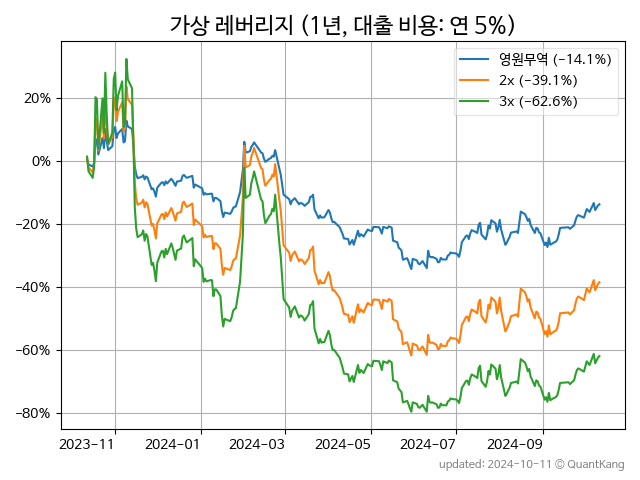 가상 레버리지 (1년, 대출 비용: 연 5%)
영원무역 (-14.1%)
2x (-39.1%)
3x (-62.6%)
20%
0%
-20%
-40%
-60%
-80%
2023-11 2024-01 2024-03 2024-05 2024-07 2024-09
updated: 2024-10-11 © QuantKang